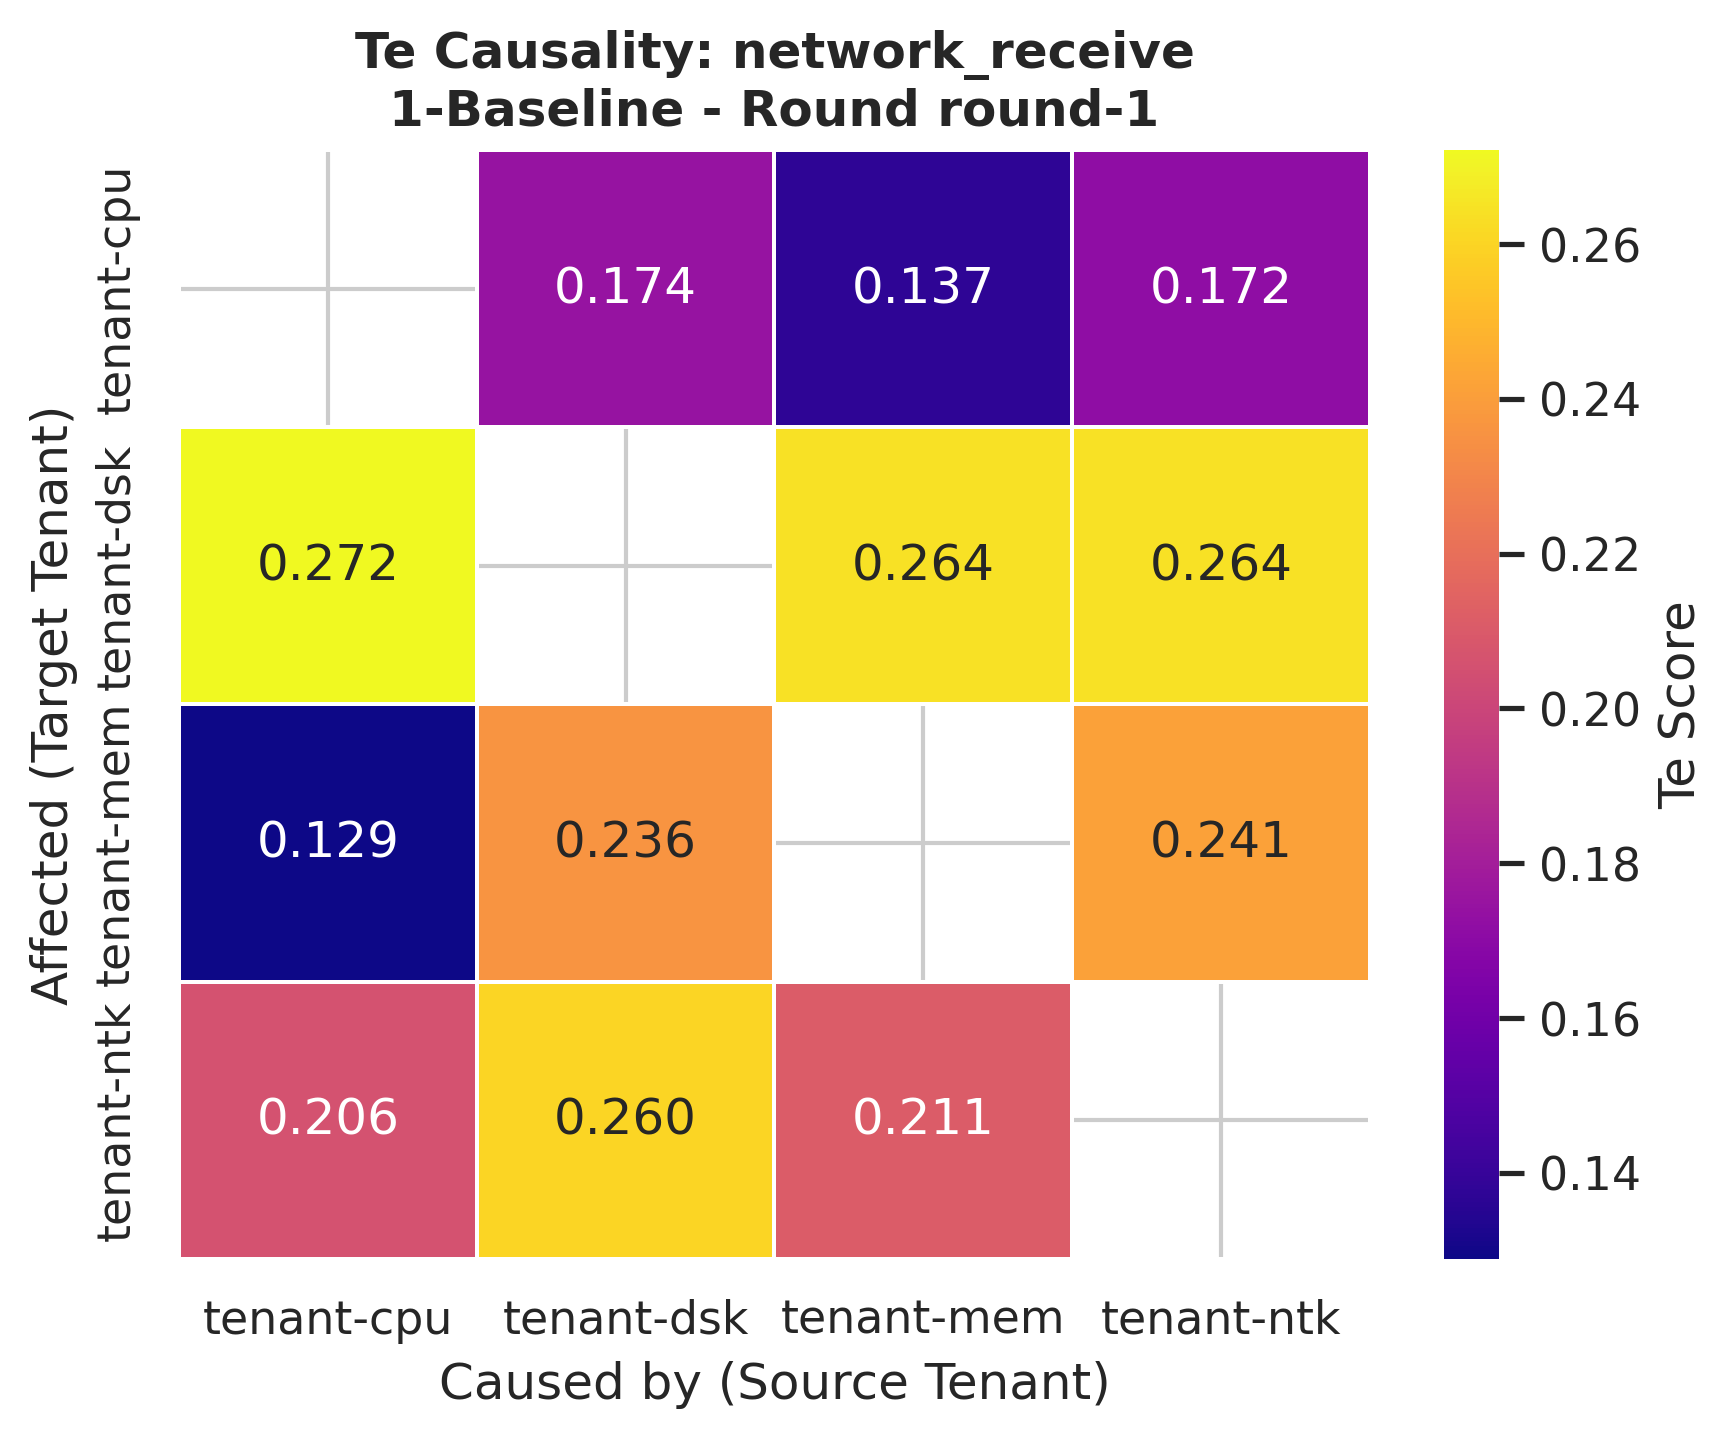 Te Causality: network_receive
1-Baseline - Round round-1
Affected (Target Tenant)
tenant-cpu
0.174 0.137 0.172
tenant-dsk
0.272 0.264 0.264
tenant-mem
0.129 0.236 0.241
tenant-ntk
0.206 0.260 0.211
tenant-cpu tenant-dsk tenant-mem tenant-ntk
Caused by (Source Tenant)
0.26
0.24
0.22
0.20
0.18
0.16
0.14
Te Score